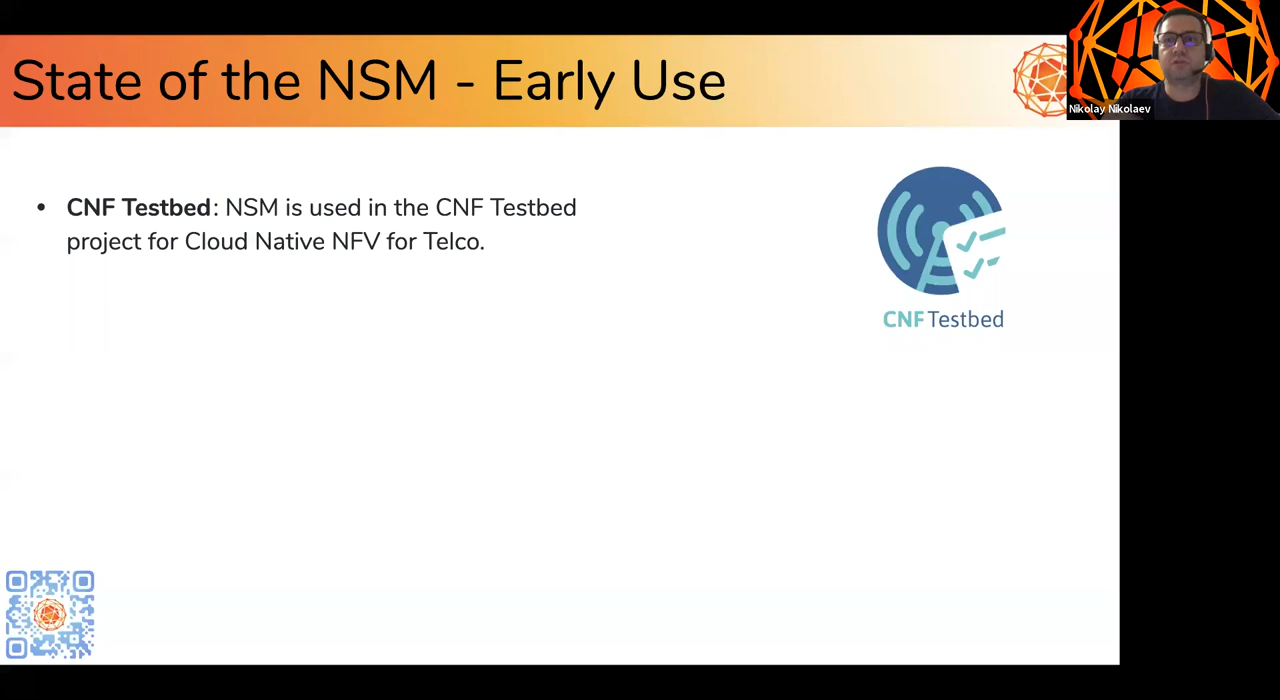 State of the NSM - Early Use
Nikolay Nikolaev
• CNF Testbed: NSM is used in the CNF Testbed
project for Cloud Native NFV for Telco.
CNF Testbed